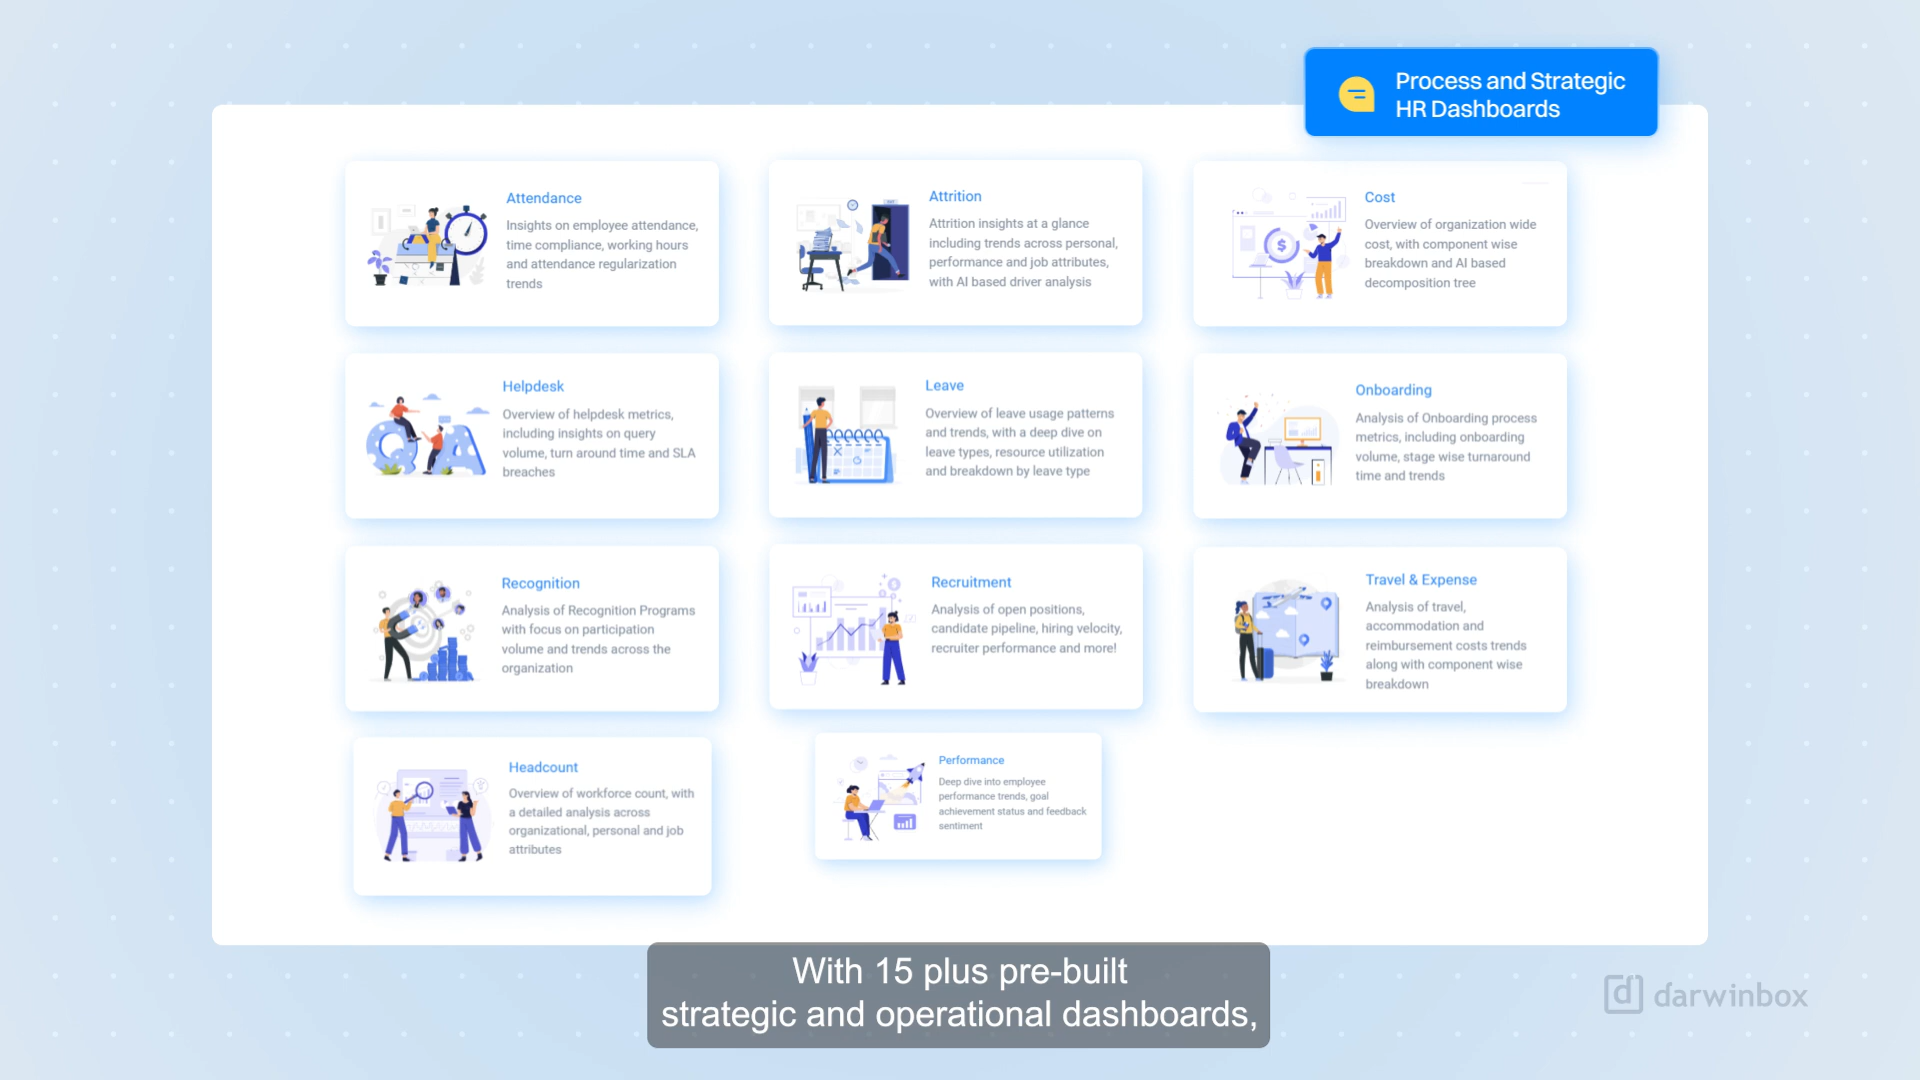 Process and Strategic
HR Dashboards
Attendance
Insights on employee attendance,
time compliance, working hours
and attendance regularization
trends
Attrition
Attrition insights at a glance
including trends across personal,
performance and job attributes,
with AI based driver analysis
Cost
Overview of organization wide
cost, with component wise
breakdown and AI based
decomposition tree
Helpdesk
Overview of helpdesk metrics,
including insights on query
volume, turn around time and SLA
breaches
Leave
Overview of leave usage patterns
and trends, with a deep dive on
leave types, resource utilization
and breakdown by leave type
Onboarding
Analysis of Onboarding process
metrics, including onboarding
volume, stage wise turnaround
time and trends
Recognition
Analysis of Recognition Programs
with focus on participation
volume and trends across the
organization
Recruitment
Analysis of open positions,
candidate pipeline, hiring velocity,
recruiter performance and more!
Travel & Expense
Analysis of travel,
accommodation and
reimbursement costs trends
along with component wise
breakdown
Headcount
Overview of workforce count, with
a detailed analysis across
organizational, personal and job
attributes
Performance
Deep dive into employee
performance trends, goal
achievement status and feedback
sentiment
With 15 plus pre-built
strategic and operational dashboards,
darwinbox